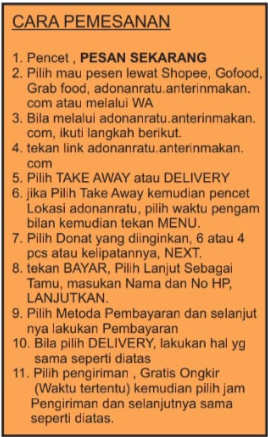 CARA PEMESANAN
1. Pencet , PESAN SEKARANG
2. Pilih mau pesen lewat Shopee, Gofood,
Grab food, adonanratu.anterinmakan.
com atau melalui WA
3. Bila melalui adonanratu.anterinmakan.
com, ikuti langkah berikut.
4. tekan link adonanratu.anterinmakan.
com
5. Pilih TAKE AWAY atau DELIVERY
6. jika Pilih Take Away kemudian pencet
Lokasi adonanratu, pilih waktu pengam
bilan kemudian tekan MENU.
7. Pilih Donat yang diinginkan, 6 atau 4
pcs atau kelipatannya, NEXT.
8. tekan BAYAR, Pilih Lanjut Sebagai
Tamu, masukan Nama dan No HP,
LANJUTKAN.
9. Pilih Metoda Pembayaran dan selanjut
nya lakukan Pembayaran
10. Bila pilih DELIVERY, lakukan hal yg
sama seperti diatas
11. Pilih pengiriman , Gratis Ongkir
(Waktu tertentu) kemudian pilih jam
Pengiriman dan selanjutnya sama
seperti diatas.